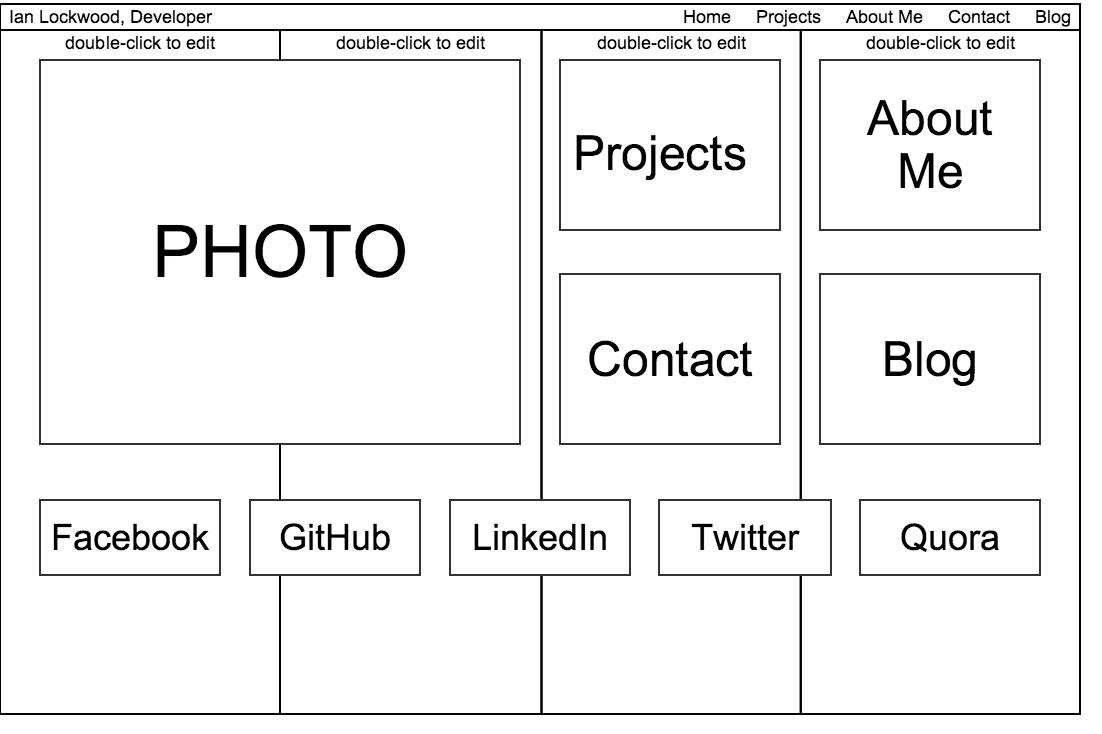 Ian Lockwood, Developer
Home Projects About Me Contact Blog
double-click to edit
double-click to edit
double-click to edit
double-click to edit
PHOTO
Projects
About
Me
Contact
Blog
Facebook
GitHub
LinkedIn
Twitter
Quora